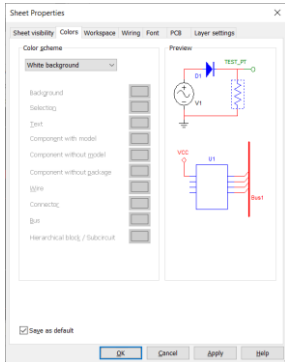 Sheet Properties
Sheet visibility Colors Workspace Wiring Font PCB Layer settings
Color scheme
White background
Background
Selection
Text
Component with model
Component without model
Component without package
Wire
Connector
Bus
Hierarchical block / Subcircuit
Preview
TEST_PT
D1
V1
VCC
U1
Bus1
Save as default
OK Cancel Apply Help